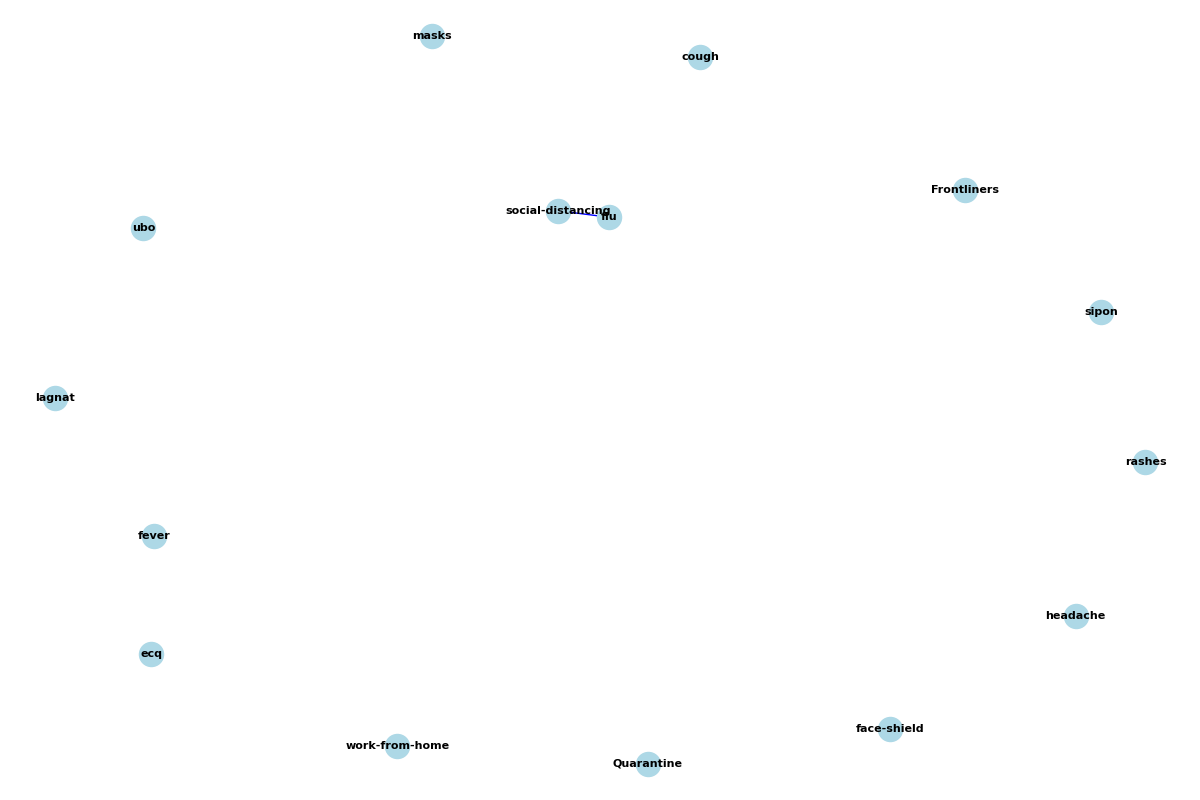 masks
cough
Frontliners
social-distancing
flu
ubo
sipon
lagnat
rashes
fever
headache
ecq
face-shield
work-from-home
Quarantine